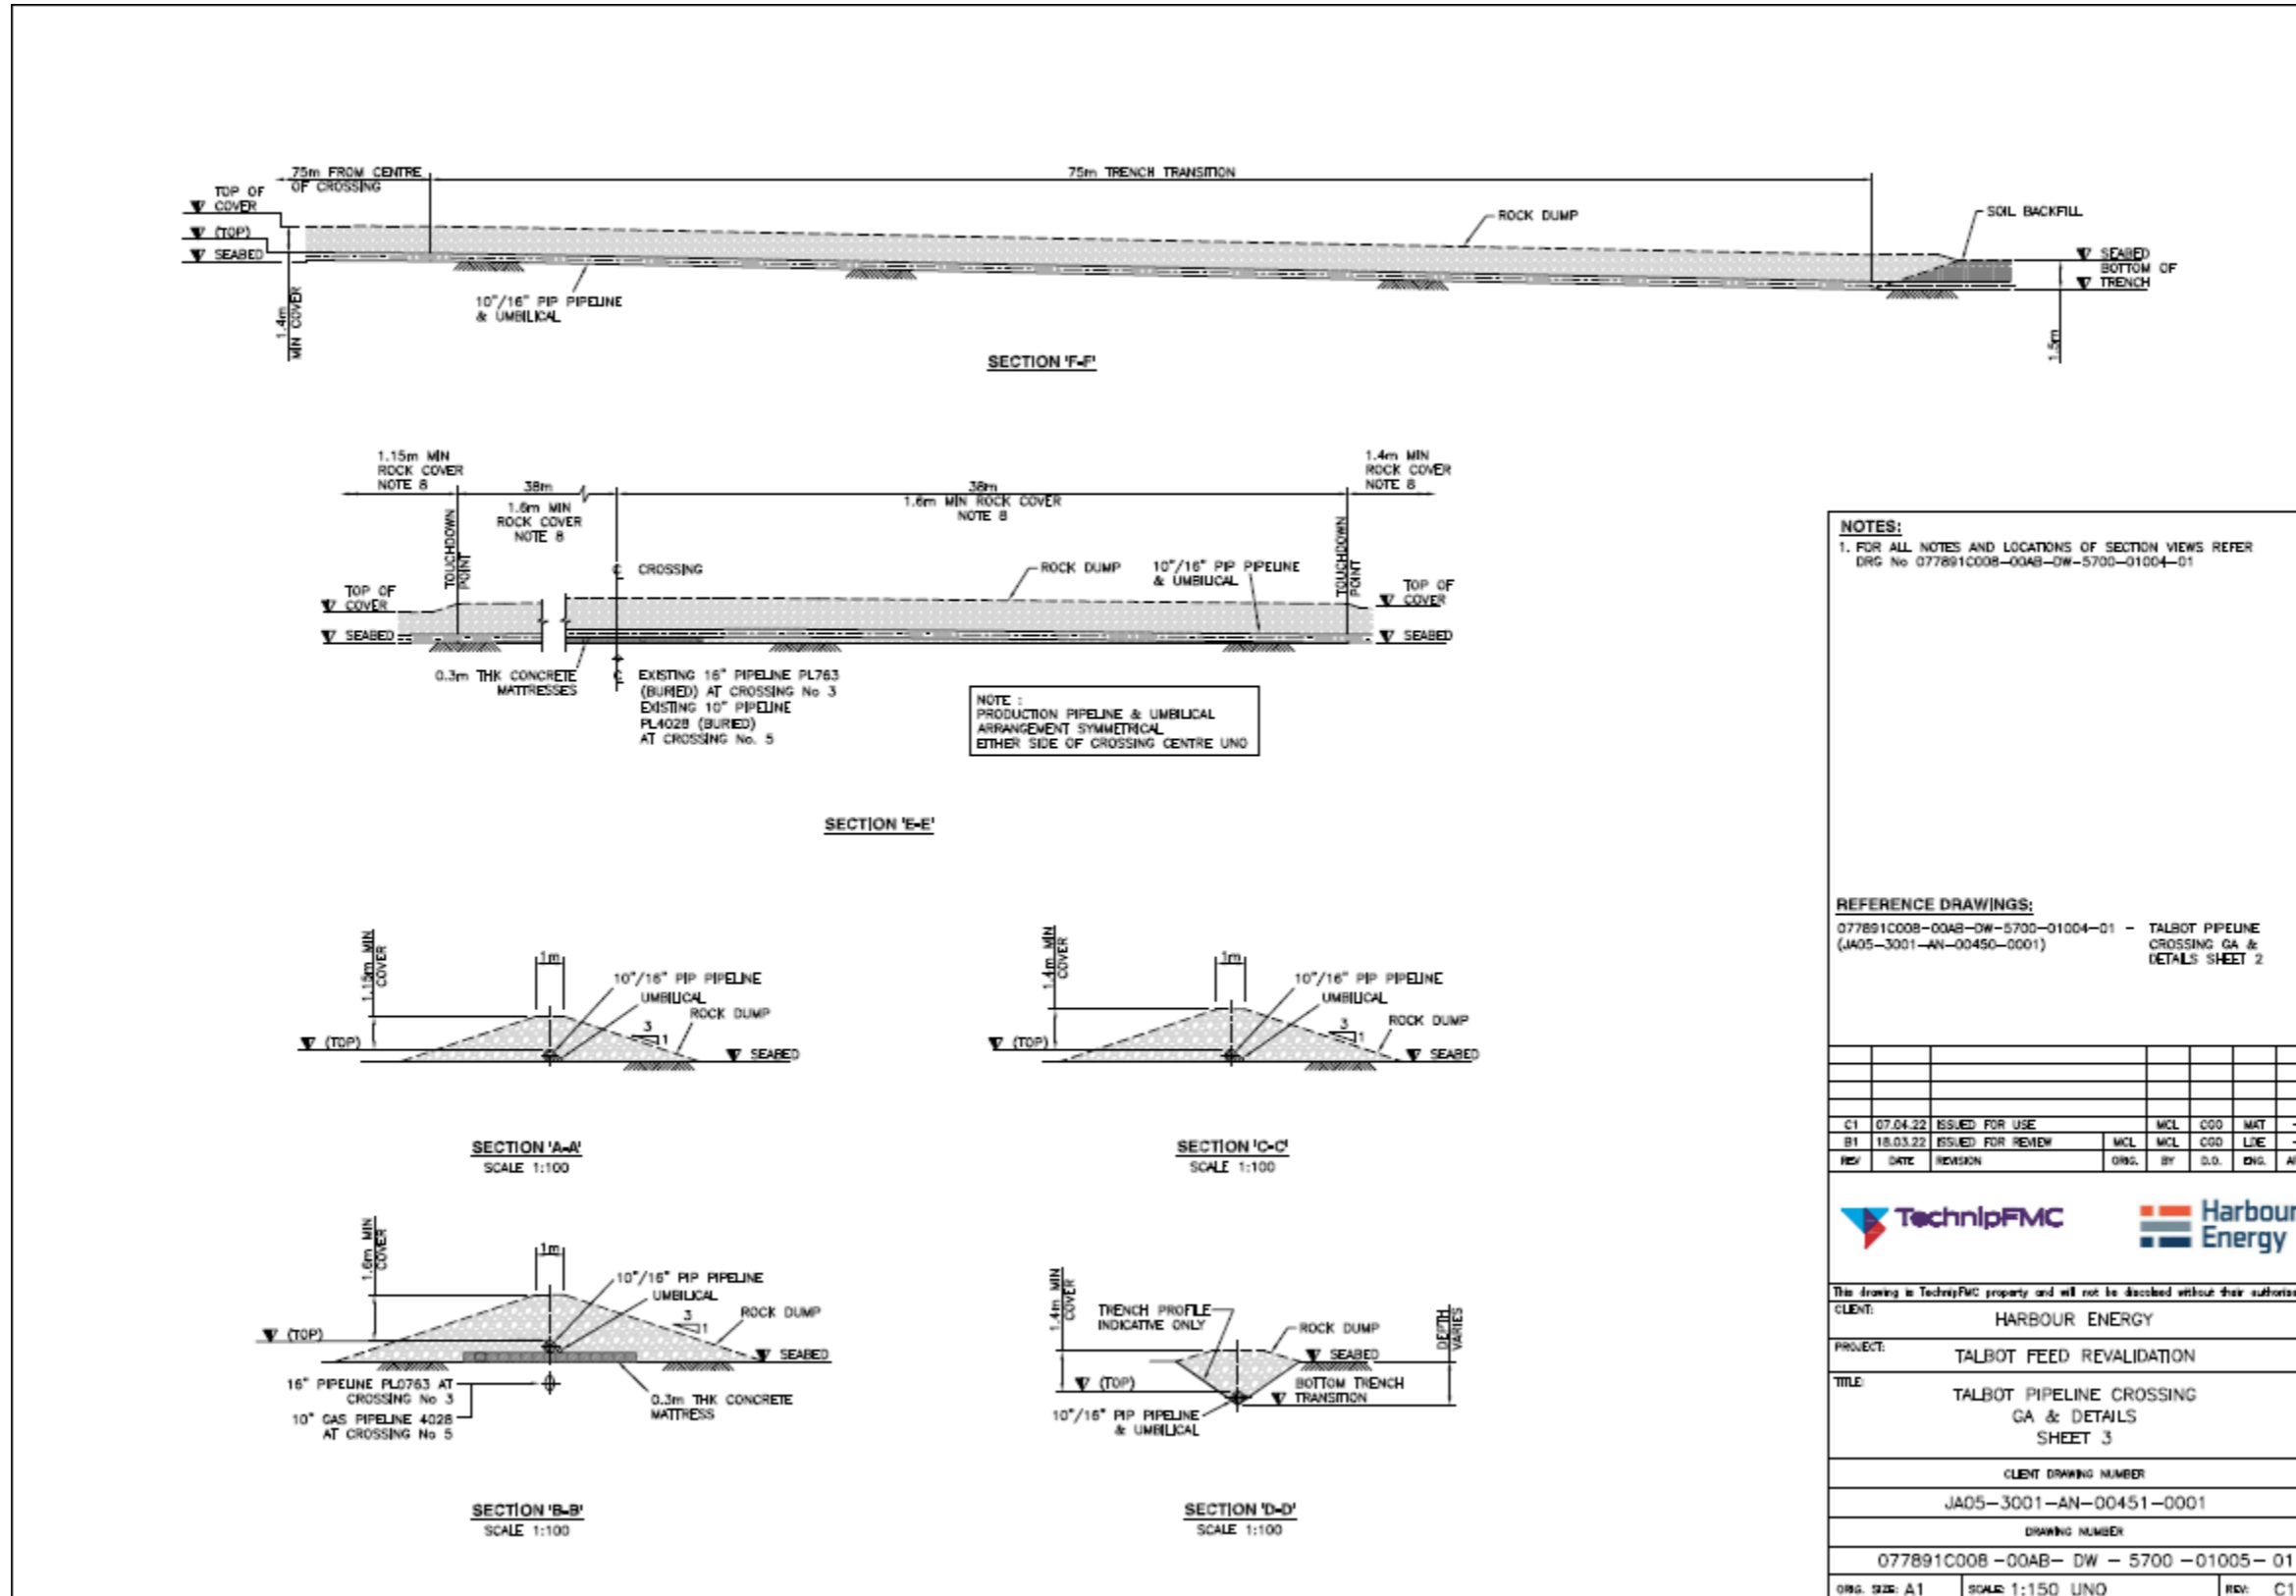 75m FROM CENTRE
OF CROSSING
75m TRENCH TRANSITION
TOP OF
COVER
(TOP)
SEABED
ROCK DUMP
SOIL BACKFILL
SEABED
BOTTOM OF
TRENCH
10"/16" PIP PIPELINE
& UMBILICAL
1.4m
MIN COVER
1.5m
SECTION 'F-F'
1.15m MIN
ROCK COVER
NOTE 8
38m
1.6m MIN
ROCK COVER
NOTE 8
38m
1.6m MIN ROCK COVER
NOTE 8
1.4m MIN
ROCK COVER
NOTE 8
TOUCHDOWN
POINT
TOUCHDOWN
POINT
CROSSING
ROCK DUMP
10"/16" PIP PIPELINE
& UMBILICAL
TOP OF
COVER
SEABED
TOP OF
COVER
SEABED
0.3m THK CONCRETE
MATTRESSES
EXISTING 16" PIPELINE PL763
(BURIED) AT CROSSING No 3
EXISTING 10" PIPELINE
PL4028 (BURIED)
AT CROSSING No. 5
NOTE :
PRODUCTION PIPELINE & UMBILICAL
ARRANGEMENT SYMMETRICAL
EITHER SIDE OF CROSSING CENTRE UNO
SECTION 'E-E'
1.15m MIN
COVER
1m
10"/16" PIP PIPELINE
UMBILICAL
ROCK DUMP
3
1
(TOP)
SEABED
SECTION 'A-A'
SCALE 1:100
1.4m MIN
COVER
1m
10"/16" PIP PIPELINE
UMBILICAL
ROCK DUMP
3
1
(TOP)
SEABED
SECTION 'C-C'
SCALE 1:100
1.6m MIN
COVER
1m
10"/16" PIP PIPELINE
UMBILICAL
ROCK DUMP
3
1
(TOP)
SEABED
16" PIPELINE PL0763 AT
CROSSING No 3
10" GAS PIPELINE 4028
AT CROSSING No 5
0.3m THK CONCRETE
MATTRESS
SECTION 'B-B'
SCALE 1:100
1.4m MIN
COVER
TRENCH PROFILE
INDICATIVE ONLY
ROCK DUMP
DEPTH
VARIES
SEABED
(TOP)
BOTTOM TRENCH
TRANSITION
10"/16" PIP PIPELINE
& UMBILICAL
SECTION 'D-D'
SCALE 1:100
NOTES:
1. FOR ALL NOTES AND LOCATIONS OF SECTION VIEWS REFER
DRG No 077891C008-00AB-DW-5700-01004-01
REFERENCE DRAWINGS:
077891C008-00AB-DW-5700-01004-01 - TALBOT PIPELINE
(JA05-3001-AN-00450-0001) CROSSING GA &
DETAILS SHEET 2
C1 07.04.22 ISSUED FOR USE MCL CGO MAT -
B1 18.03.22 ISSUED FOR REVIEW MCL MCL CGO LDE -
REV DATE REVISION ORIG. BY D.O. ENG.
TechnipFMC
Harbour
Energy
This drawing is TechnipFMC property and will not be disclosed without their
CLIENT:
HARBOUR ENERGY
PROJECT:
TALBOT FEED REVALIDATION
TITLE:
TALBOT PIPELINE CROSSING
GA & DETAILS
SHEET 3
CLIENT DRAWING NUMBER
JA05-3001-AN-00451-0001
DRAWING NUMBER
077891C008-00AB- DW - 5700 -01005- 01
ORIG. SIZE: A1 SCALE: 1:150 UNO REV: C1